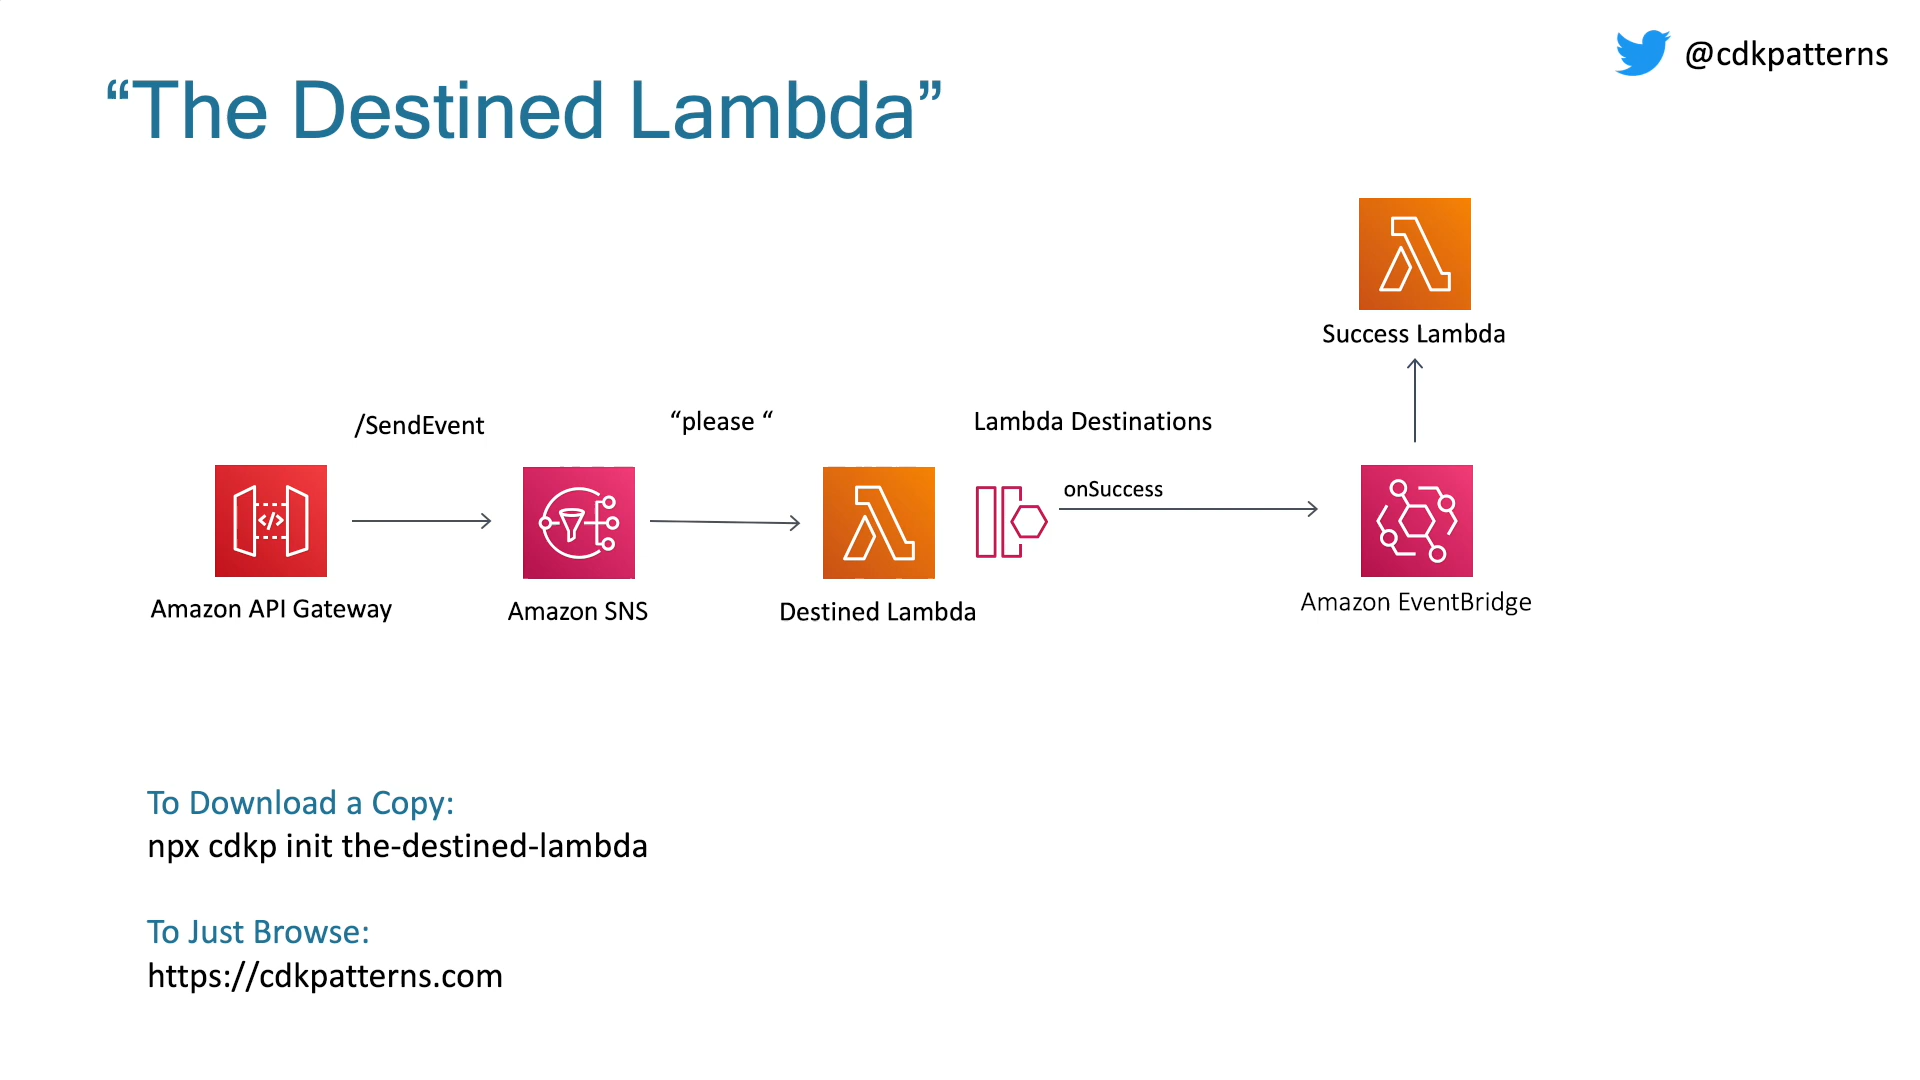 @cdkpatterns
“The Destined Lambda”
Success Lambda
/SendEvent
“please “
Lambda Destinations
onSuccess
</>
Amazon API Gateway
Amazon SNS
Destined Lambda
Amazon EventBridge
To Download a Copy:
npx cdkp init the-destined-lambda
To Just Browse:
https://cdkpatterns.com